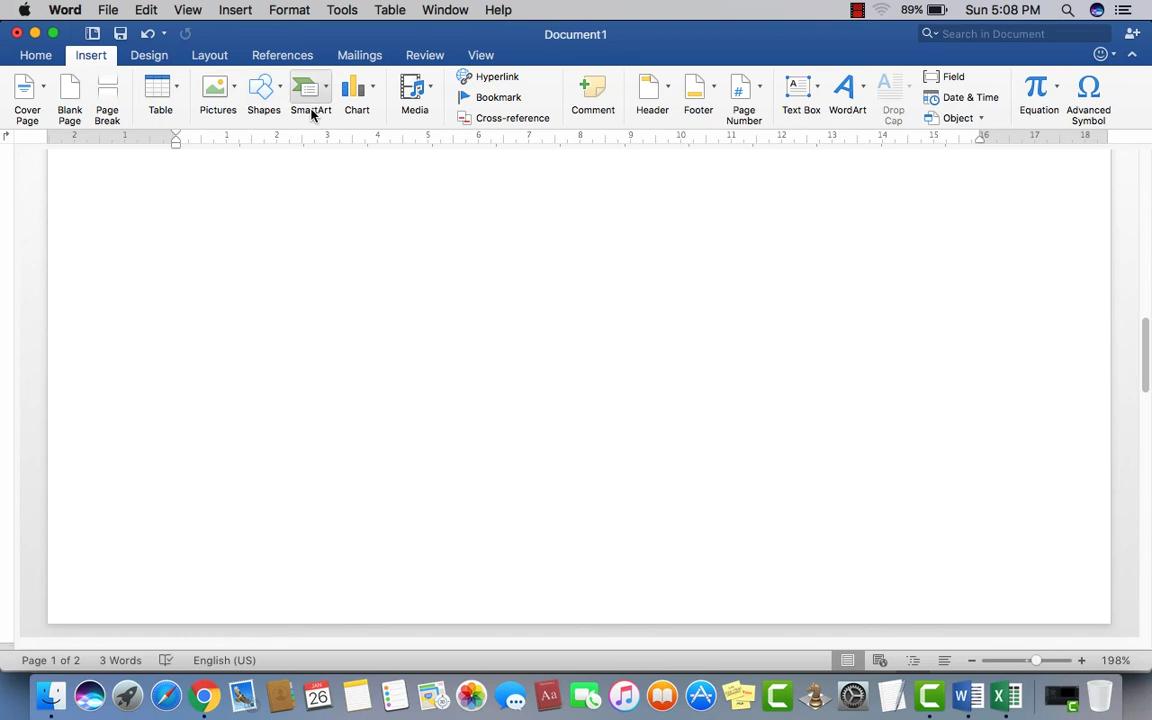 Word File Edit View Insert Format Tools Table Window Help 89% Sun 5:08 PM
Document1 Search in Document
Home Insert Design Layout References Mailings Review View
Cover Page
Blank Page
Page Break
Table
Pictures
Shapes
SmartArt
Chart
Media
Hyperlink
Bookmark
Cross-reference
Comment
Header
Footer
# Page Number
A Text Box
A WordArt
A Drop Cap
Field
Date & Time
Object
π Equation
Ω Advanced Symbol
2 1 1 2 3 4 5 6 7 8 9 10 11 12 13 14 15 16 17 18
Page 1 of 2 3 Words English (US) 198%
JAN 26 Aa C C W X